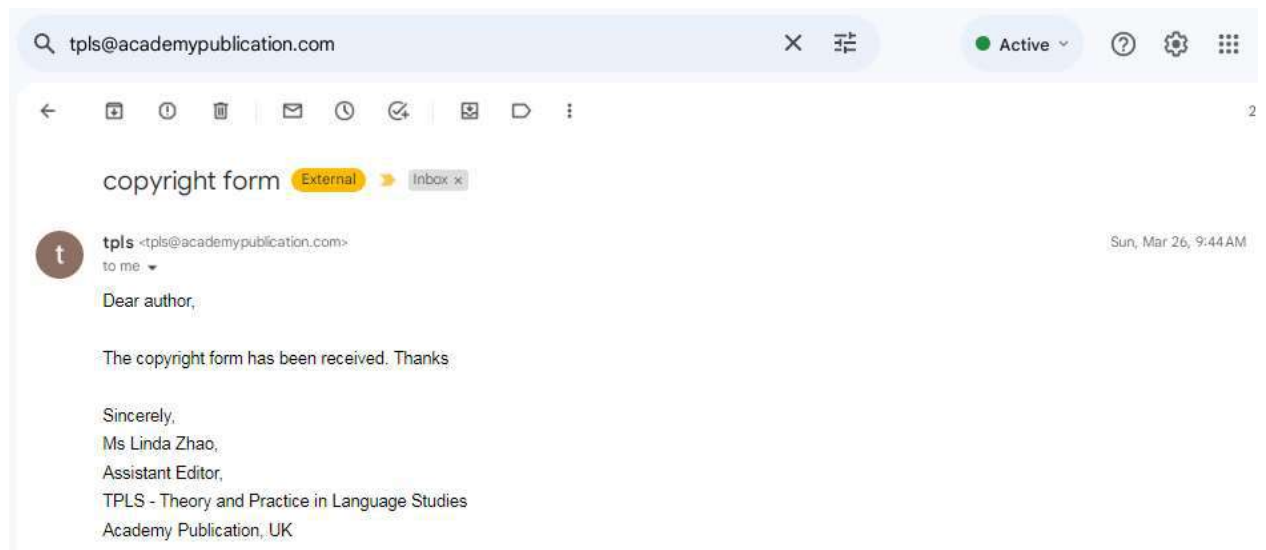 tpls@academypublication.com
Active
2
copyright form External Inbox x
t
tpls <tpls@academypublication.com>
Sun, Mar 26, 9:44 AM
to me
Dear author,
The copyright form has been received. Thanks
Sincerely,
Ms Linda Zhao,
Assistant Editor,
TPLS - Theory and Practice in Language Studies
Academy Publication, UK